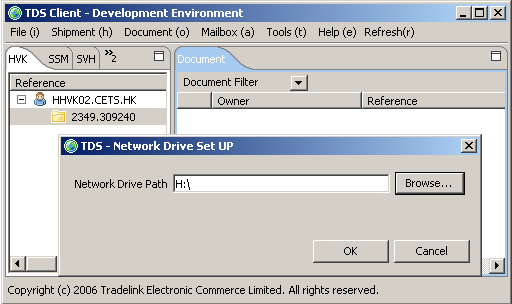 TDS Client - Development Environment
File (i) Shipment (h) Document (o) Mailbox (a) Tools (t) Help (e) Refresh(r)
HVK SSM SVH »2 Document
Reference Document Filter
HHVK02.CETS.HK Owner Reference
2349.309240
TDS - Network Drive Set UP
Network Drive Path H:\ Browse...
OK Cancel
Copyright (c) 2006 Tradelink Electronic Commerce Limited. All rights reserved.